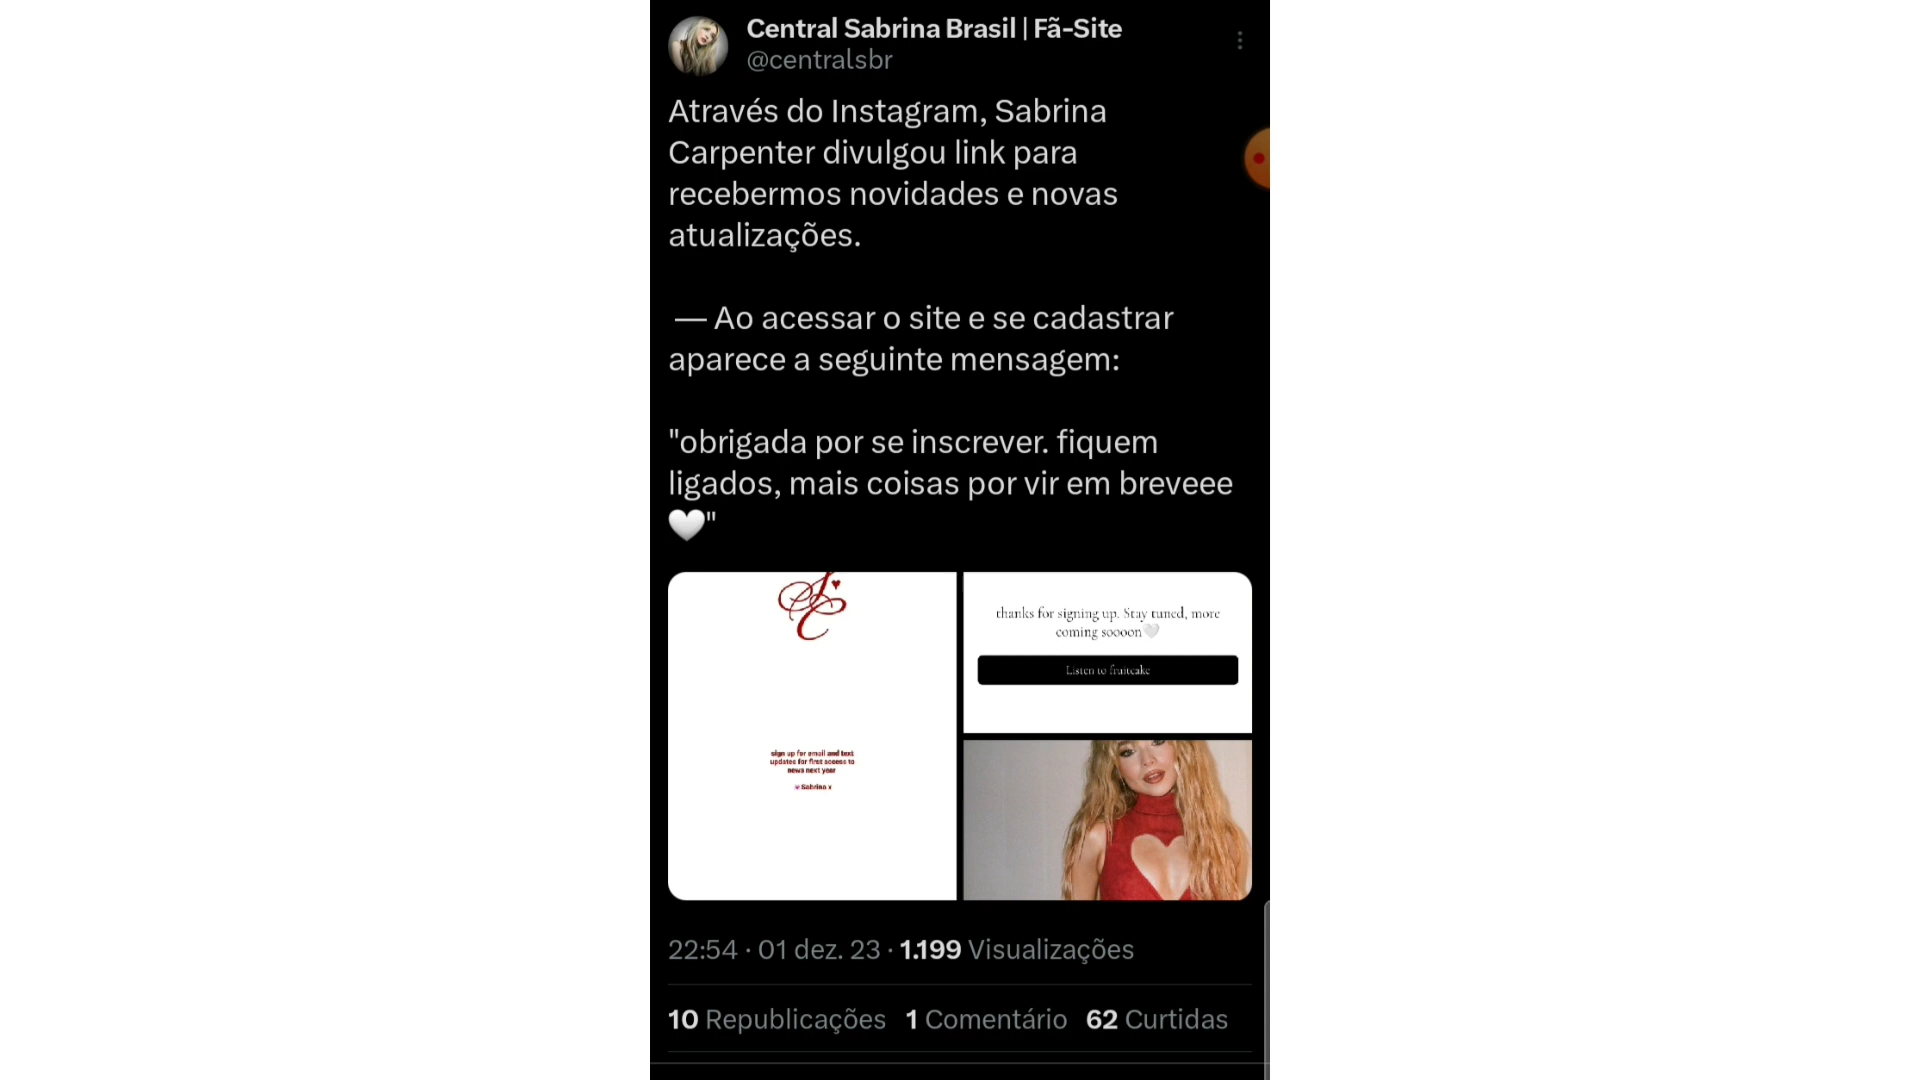 Central Sabrina Brasil | Fã-Site
@centralsbr
Através do Instagram, Sabrina
Carpenter divulgou link para
recebermos novidades e novas
atualizações.
— Ao acessar o site e se cadastrar
aparece a seguinte mensagem:
"obrigada por se inscrever. fiquem
ligados, mais coisas por vir em breveee
🤍"
SC
sign up for email and text
updates for first access to
news next year
💌 Sabrina x
thanks for signing up. Stay tuned, more
coming soooon🤍
Listen to fruitcake
22:54 · 01 dez. 23 · 1.199 Visualizações
10 Republicações 1 Comentário 62 Curtidas